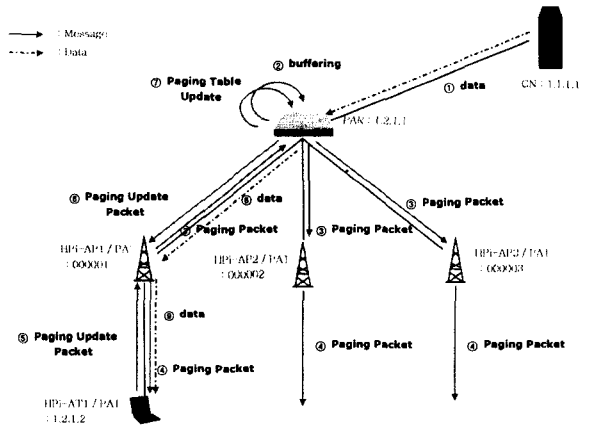 : Message
: Data
② buffering
⑦ Paging Table
Update
① data
CN : 1.1.1.1
PAR : 1.2.1.1
⑥ Paging Update
Packet
⑧ data
③ Paging Packet
③ Paging Packet
③ Paging Packet
HPi-AP1 / PA1
: 000001
HPi-AP2 / PA1
: 000002
HPi-AP3 / PA1
: 000003
⑤ Paging Update
Packet
⑨ data
④ Paging Packet
④ Paging Packet
④ Paging Packet
HPi-AT1 / PA1
: 1.2.1.2